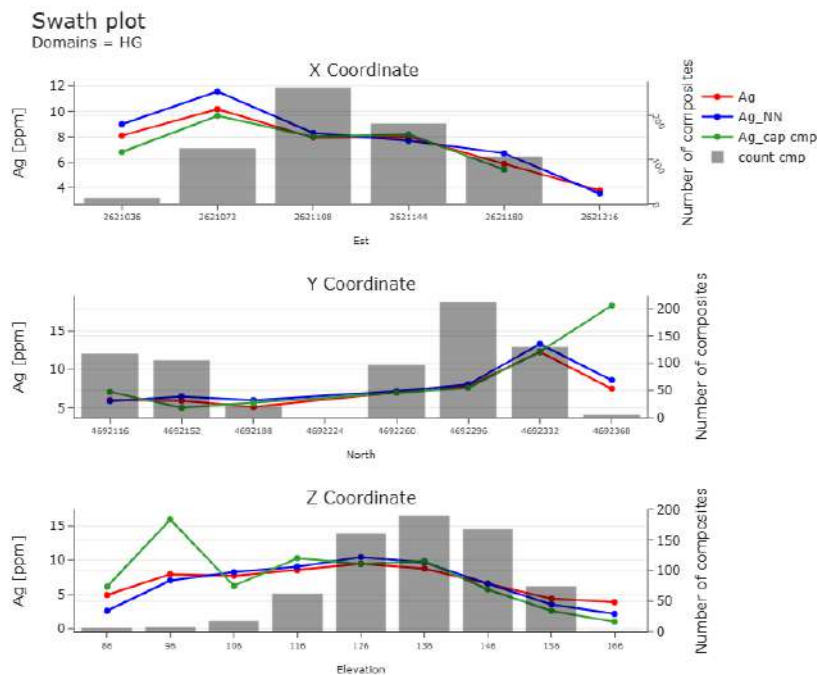 Swath plot
Domains = HG
X Coordinate
12
10
8
6
4
Ag [ppm]
200
100
0
Number of composites
2621036 2621072 2621108 2621144 2621180 2621216
Est
Ag
Ag_NN
Ag_cap cmp
count cmp
Y Coordinate
15
10
5
Ag [ppm]
200
150
100
50
0
Number of composites
4692116 4692152 4692188 4692224 4692260 4692296 4692332 4692368
North
Z Coordinate
15
10
5
0
Ag [ppm]
200
150
100
50
0
Number of composites
86 96 106 116 126 136 146 156 166
Elevation